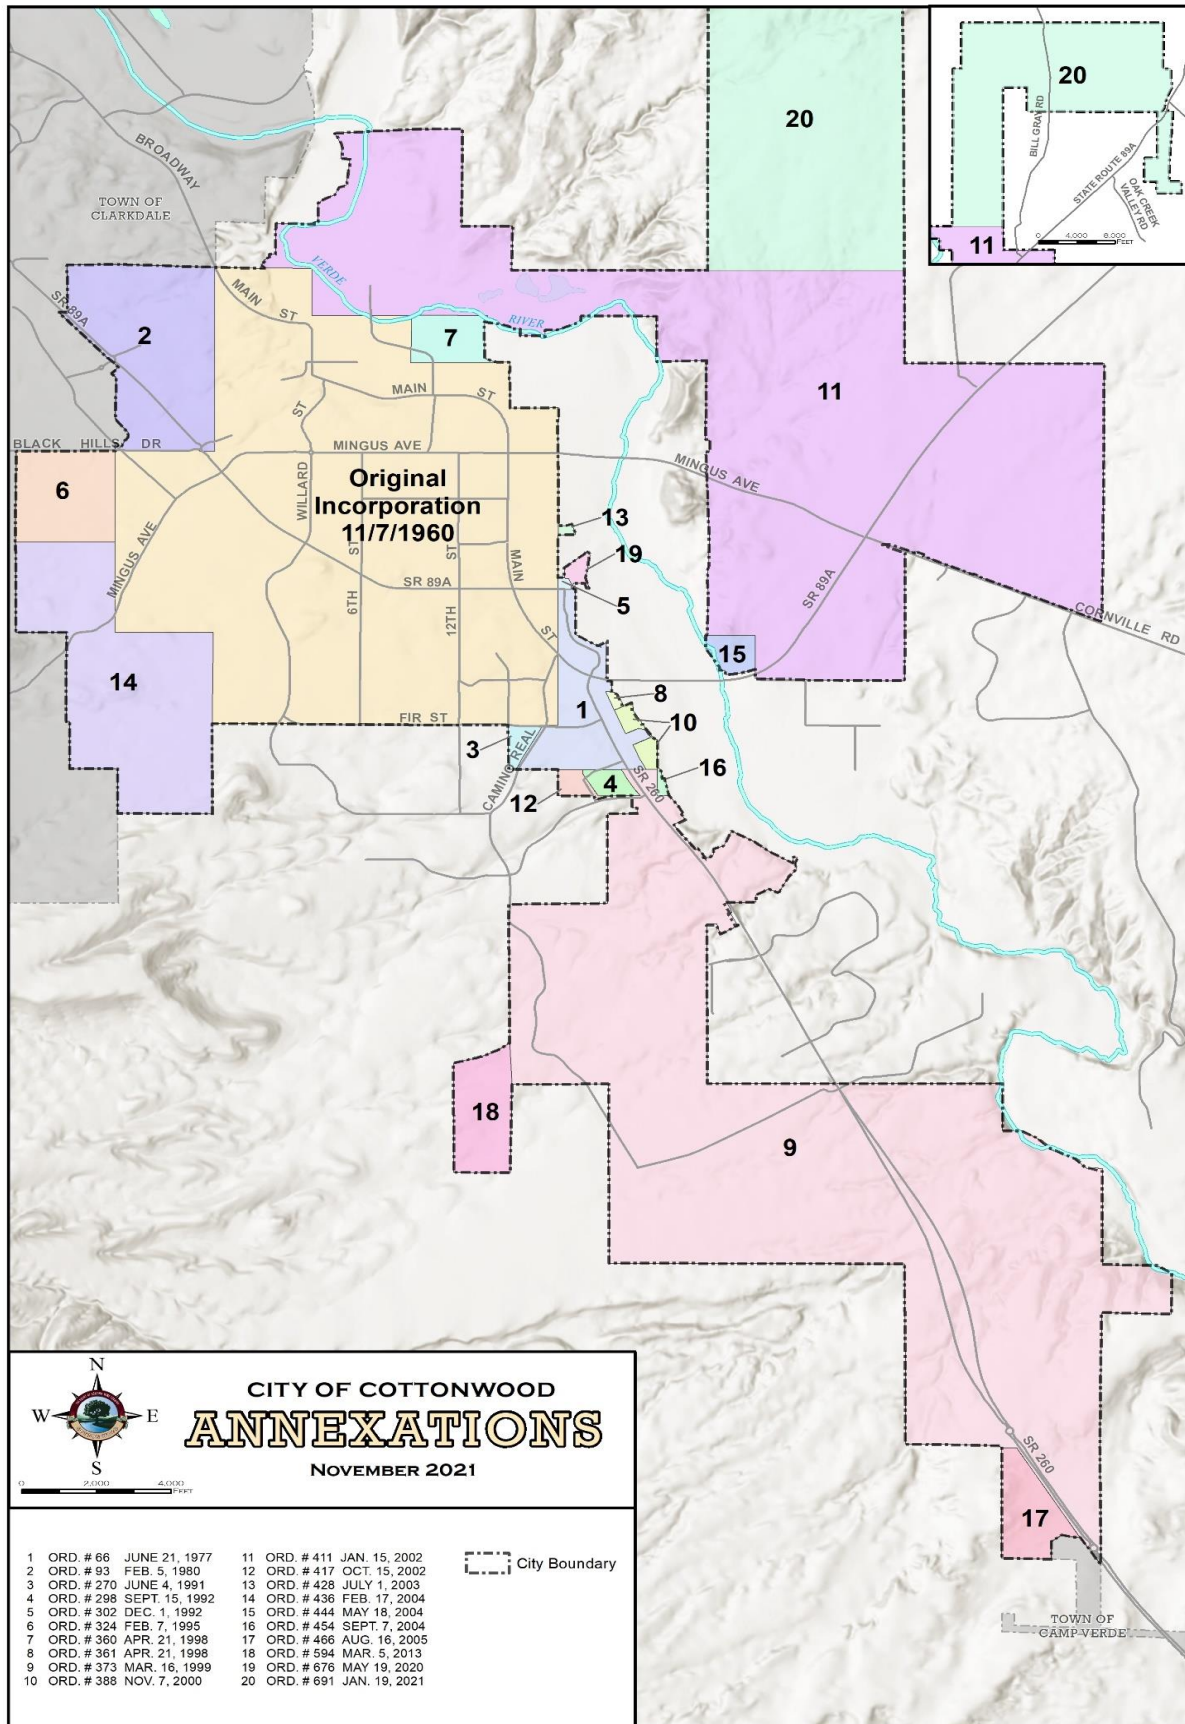 20
BILL GRAY RD
STATE ROUTE 89A
OAK CREEK
VALLEY RD
0 4,000 8,000
FEET
11
20
BROADWAY
TOWN OF
CLARKDALE
VERDE
RIVER
MAIN ST
SR 89A
2
7
11
MAIN ST
BLACK HILLS DR
MINGUS AVE
MINGUS AVE
6
WILLARD ST
Original
Incorporation
11/7/1960
13
19
5
MINGUS AVE
6TH ST
12TH ST
MAIN ST
SR 89A
SR 89A
CORNVILLE RD
15
14
8
1
10
FIR ST
3
CAMINO REAL
16
12
4
SR 260
18
9
SR 260
17
TOWN OF
CAMP VERDE
N
W E
S
0 2,000 4,000
FEET
CITY OF COTTONWOOD
ANNEXATIONS
NOVEMBER 2021
1 ORD. # 66 JUNE 21, 1977
2 ORD. # 93 FEB. 5, 1980
3 ORD. # 270 JUNE 4, 1991
4 ORD. # 298 SEPT. 15, 1992
5 ORD. # 302 DEC. 1, 1992
6 ORD. # 324 FEB. 7, 1995
7 ORD. # 360 APR. 21, 1998
8 ORD. # 361 APR. 21, 1998
9 ORD. # 373 MAR. 16, 1999
10 ORD. # 388 NOV. 7, 2000
11 ORD. # 411 JAN. 15, 2002
12 ORD. # 417 OCT. 15, 2002
13 ORD. # 428 JULY 1, 2003
14 ORD. # 436 FEB. 17, 2004
15 ORD. # 444 MAY 18, 2004
16 ORD. # 454 SEPT. 7, 2004
17 ORD. # 466 AUG. 16, 2005
18 ORD. # 594 MAR. 5, 2013
19 ORD. # 676 MAY 19, 2020
20 ORD. # 691 JAN. 19, 2021
City Boundary